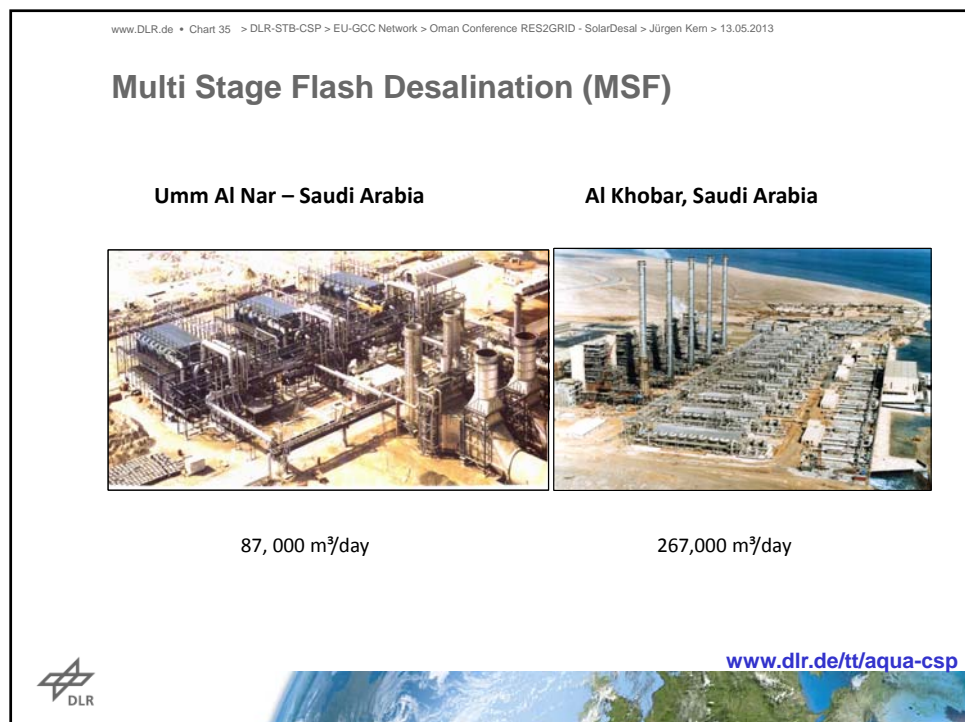 www.DLR.de • Chart 35 > DLR-STB-CSP > EU-GCC Network > Oman Conference RES2GRID - SolarDesal > Jürgen Kern > 13.05.2013
Multi Stage Flash Desalination (MSF)
Umm Al Nar – Saudi Arabia
Al Khobar, Saudi Arabia
87, 000 m³/day
267,000 m³/day
www.dlr.de/tt/aqua-csp
DLR